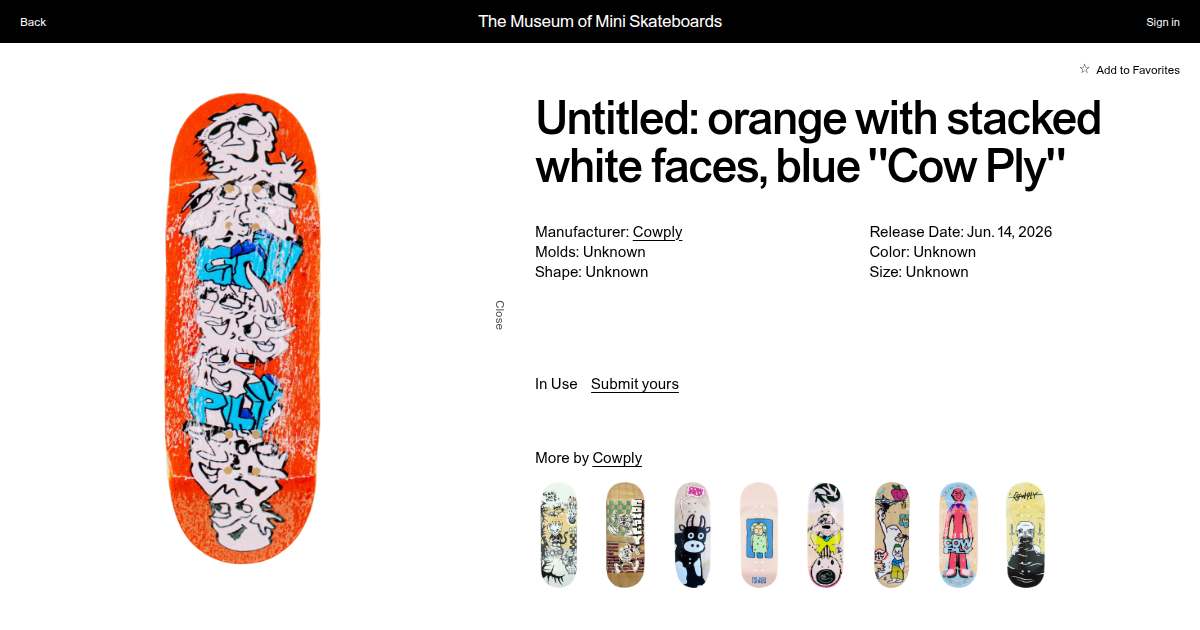 Back
The Museum of Mini Skateboards
Sign in
☆ Add to Favorites
COW
PLY
Untitled: orange with stacked
white faces, blue "Cow Ply"
Manufacturer: Cowply
Molds: Unknown
Shape: Unknown
Release Date: Jun. 14, 2026
Color: Unknown
Size: Unknown
Close
In Use Submit yours
More by Cowply
COW
PLY